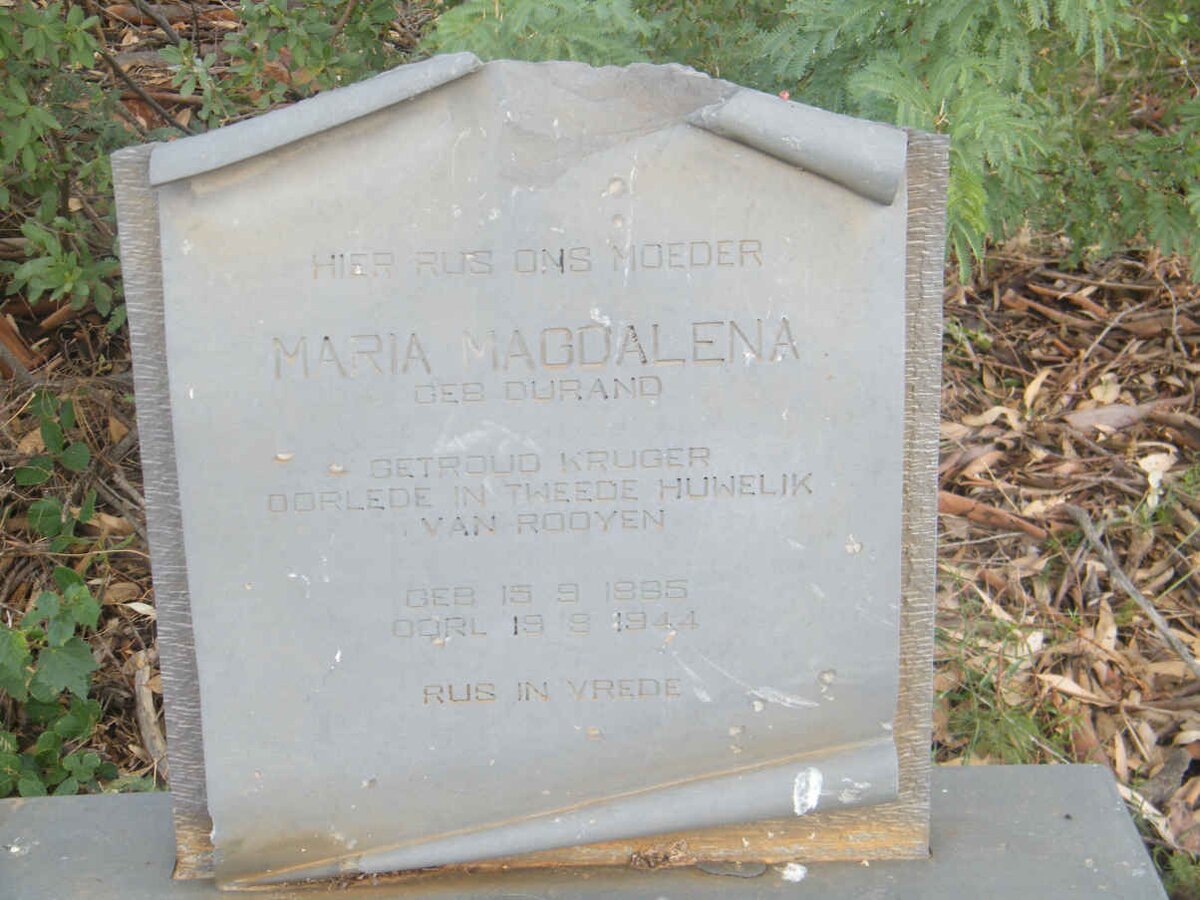 HIER RUS ONS MOEDER
MARIA MAGDALENA
GEB DURAND
GETROUD KRUGER
OORLEDE IN TWEEDE HUWELIK
VAN ROOYEN
GEB 15 9 1885
OORL 19 8 1944
RUS IN VREDE